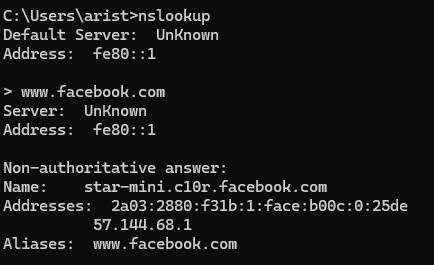 C:\Users\arist>nslookup
Default Server:  UnKnown
Address:  fe80::1
> www.facebook.com
Server:  UnKnown
Address:  fe80::1
Non-authoritative answer:
Name:    star-mini.c10r.facebook.com
Addresses:  2a03:2880:f31b:1:face:b00c:0:25de
57.144.68.1
Aliases:  www.facebook.com